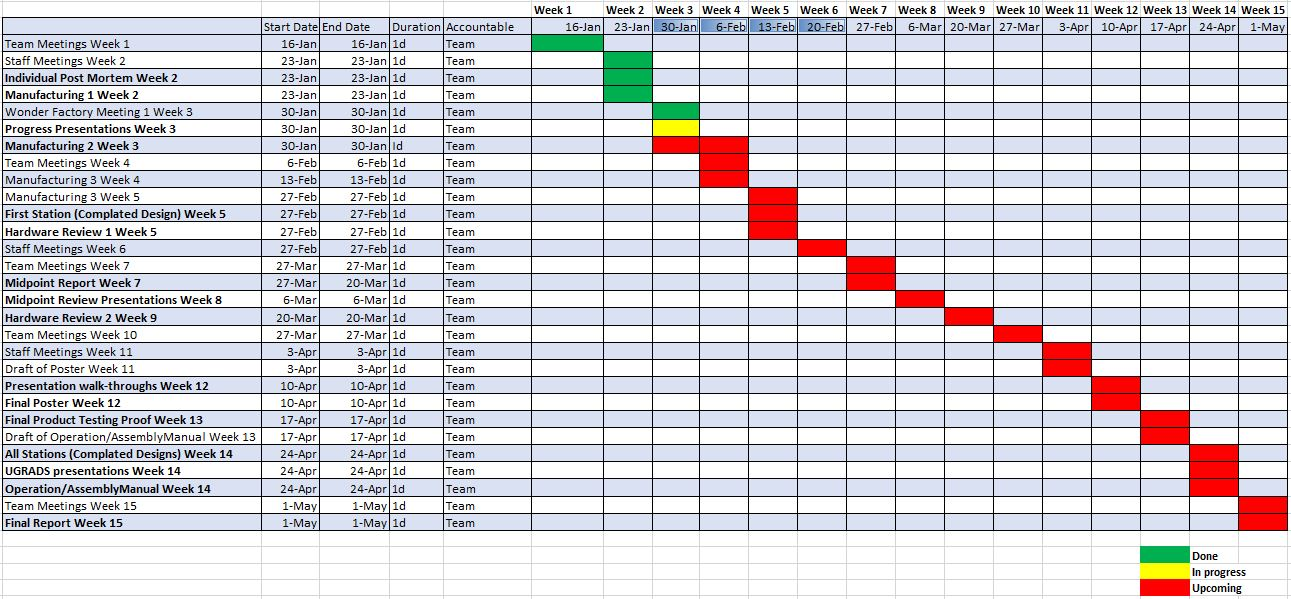 Week 1 Week 2 Week 3 Week 4 Week 5 Week 6 Week 7 Week 8 Week 9 Week 10 Week 11 Week 12 Week 13 Week 14 Week 15
Start Date End Date Duration Accountable 16-Jan 23-Jan 30-Jan 6-Feb 13-Feb 20-Feb 27-Feb 6-Mar 20-Mar 27-Mar 3-Apr 10-Apr 17-Apr 24-Apr 1-May
Team Meetings Week 1 16-Jan 16-Jan 1d Team
Staff Meetings Week 2 23-Jan 23-Jan 1d Team
Individual Post Mortem Week 2 23-Jan 23-Jan 1d Team
Manufacturing 1 Week 2 23-Jan 23-Jan 1d Team
Wonder Factory Meeting 1 Week 3 30-Jan 30-Jan 1d Team
Progress Presentations Week 3 30-Jan 30-Jan 1d Team
Manufacturing 2 Week 3 30-Jan 30-Jan ld Team
Team Meetings Week 4 6-Feb 6-Feb 1d Team
Manufacturing 3 Week 4 13-Feb 13-Feb 1d Team
Manufacturing 3 Week 5 27-Feb 27-Feb 1d Team
First Station (Complated Design) Week 5 27-Feb 27-Feb 1d Team
Hardware Review 1 Week 5 27-Feb 27-Feb 1d Team
Staff Meetings Week 6 27-Feb 27-Feb 1d Team
Team Meetings Week 7 27-Mar 27-Mar 1d Team
Midpoint Report Week 7 27-Mar 20-Mar 1d Team
Midpoint Review Presentations Week 8 6-Mar 6-Mar 1d Team
Hardware Review 2 Week 9 20-Mar 20-Mar 1d Team
Team Meetings Week 10 27-Mar 27-Mar 1d Team
Staff Meetings Week 11 3-Apr 3-Apr 1d Team
Draft of Poster Week 11 3-Apr 3-Apr 1d Team
Presentation walk-throughs Week 12 10-Apr 10-Apr 1d Team
Final Poster Week 12 10-Apr 10-Apr 1d Team
Final Product Testing Proof Week 13 17-Apr 17-Apr 1d Team
Draft of Operation/AssemblyManual Week 13 17-Apr 17-Apr 1d Team
All Stations (Complated Designs) Week 14 24-Apr 24-Apr 1d Team
UGRADS presentations Week 14 24-Apr 24-Apr 1d Team
Operation/AssemblyManual Week 14 24-Apr 24-Apr 1d Team
Team Meetings Week 15 1-May 1-May 1d Team
Final Report Week 15 1-May 1-May 1d Team
Done
In progress
Upcoming